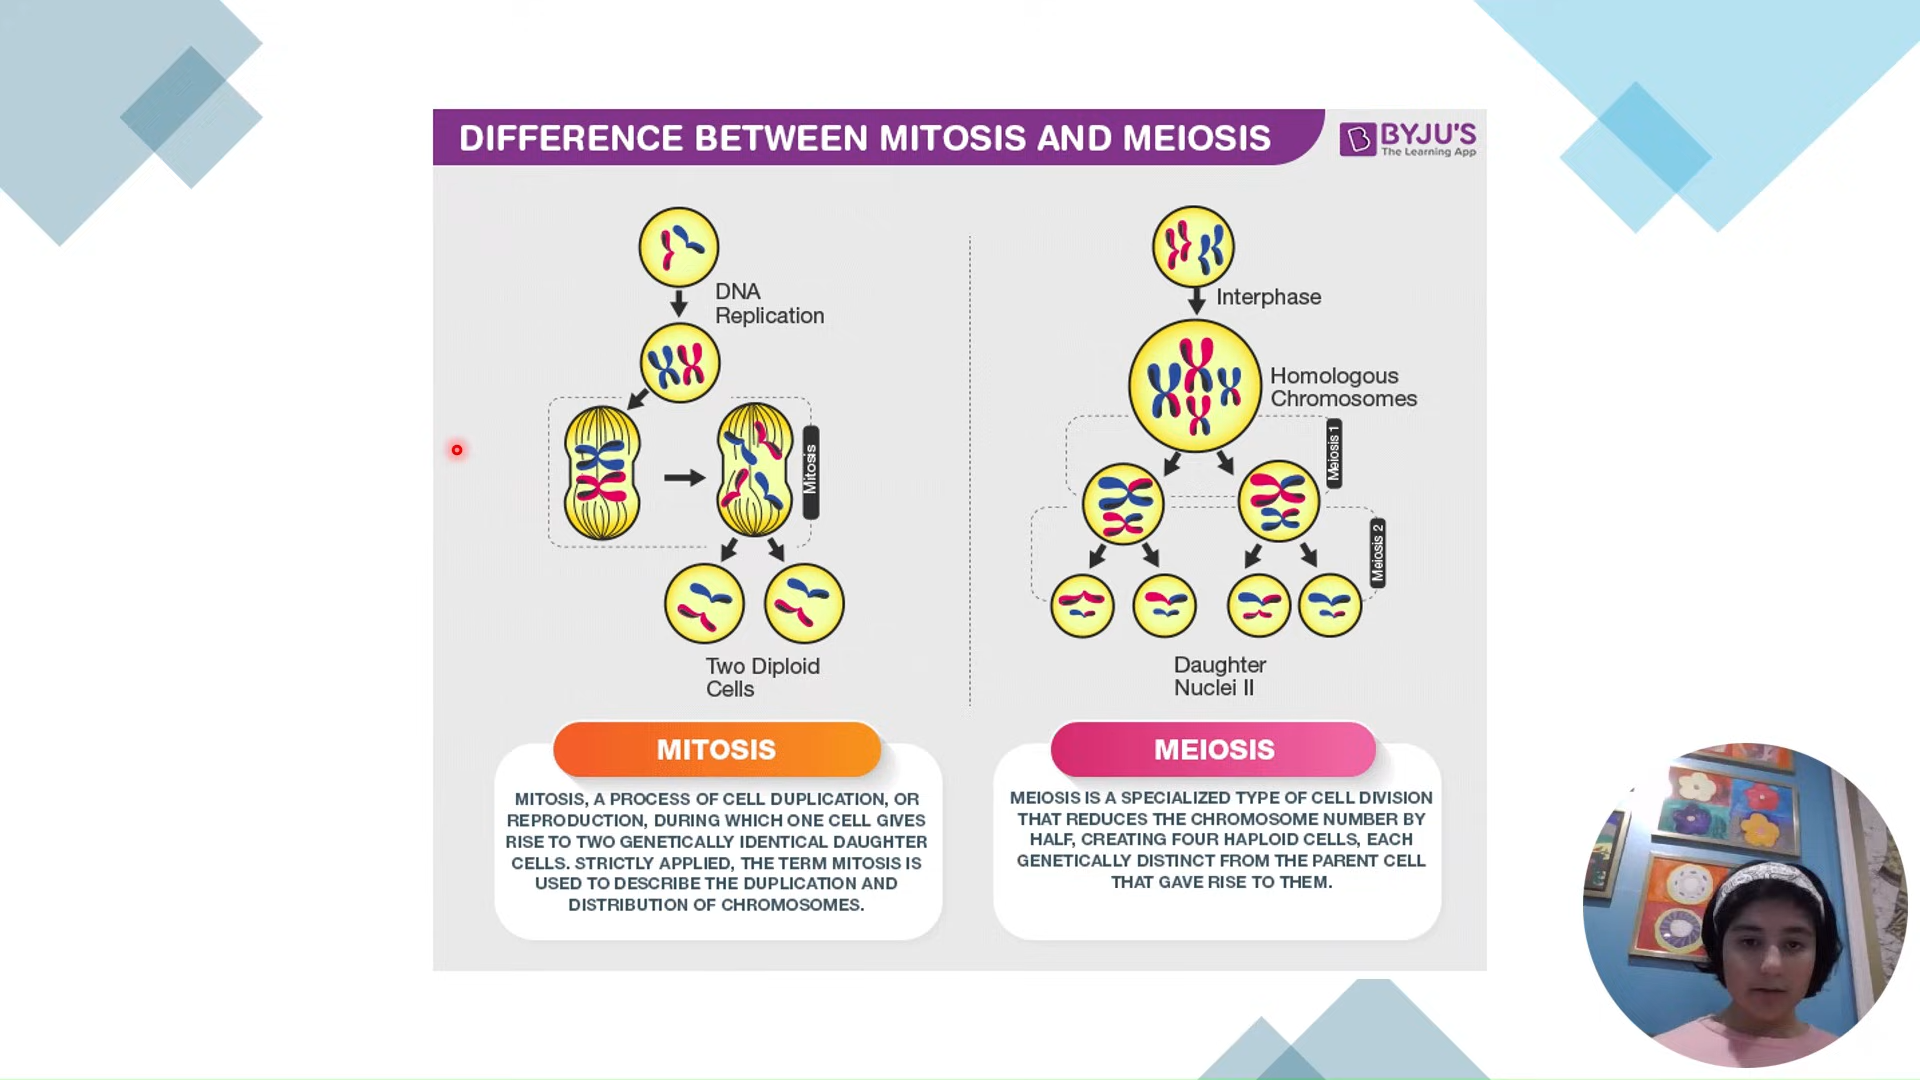 DIFFERENCE BETWEEN MITOSIS AND MEIOSIS
BYJU'S
The Learning App
DNA
Replication
Mitosis
Two Diploid
Cells
Interphase
Homologous
Chromosomes
Meiosis 1
Meiosis 2
Daughter
Nuclei II
MITOSIS
MITOSIS, A PROCESS OF CELL DUPLICATION, OR
REPRODUCTION, DURING WHICH ONE CELL GIVES
RISE TO TWO GENETICALLY IDENTICAL DAUGHTER
CELLS. STRICTLY APPLIED, THE TERM MITOSIS IS
USED TO DESCRIBE THE DUPLICATION AND
DISTRIBUTION OF CHROMOSOMES.
MEIOSIS
MEIOSIS IS A SPECIALIZED TYPE OF CELL DIVISION
THAT REDUCES THE CHROMOSOME NUMBER BY
HALF, CREATING FOUR HAPLOID CELLS, EACH
GENETICALLY DISTINCT FROM THE PARENT CELL
THAT GAVE RISE TO THEM.